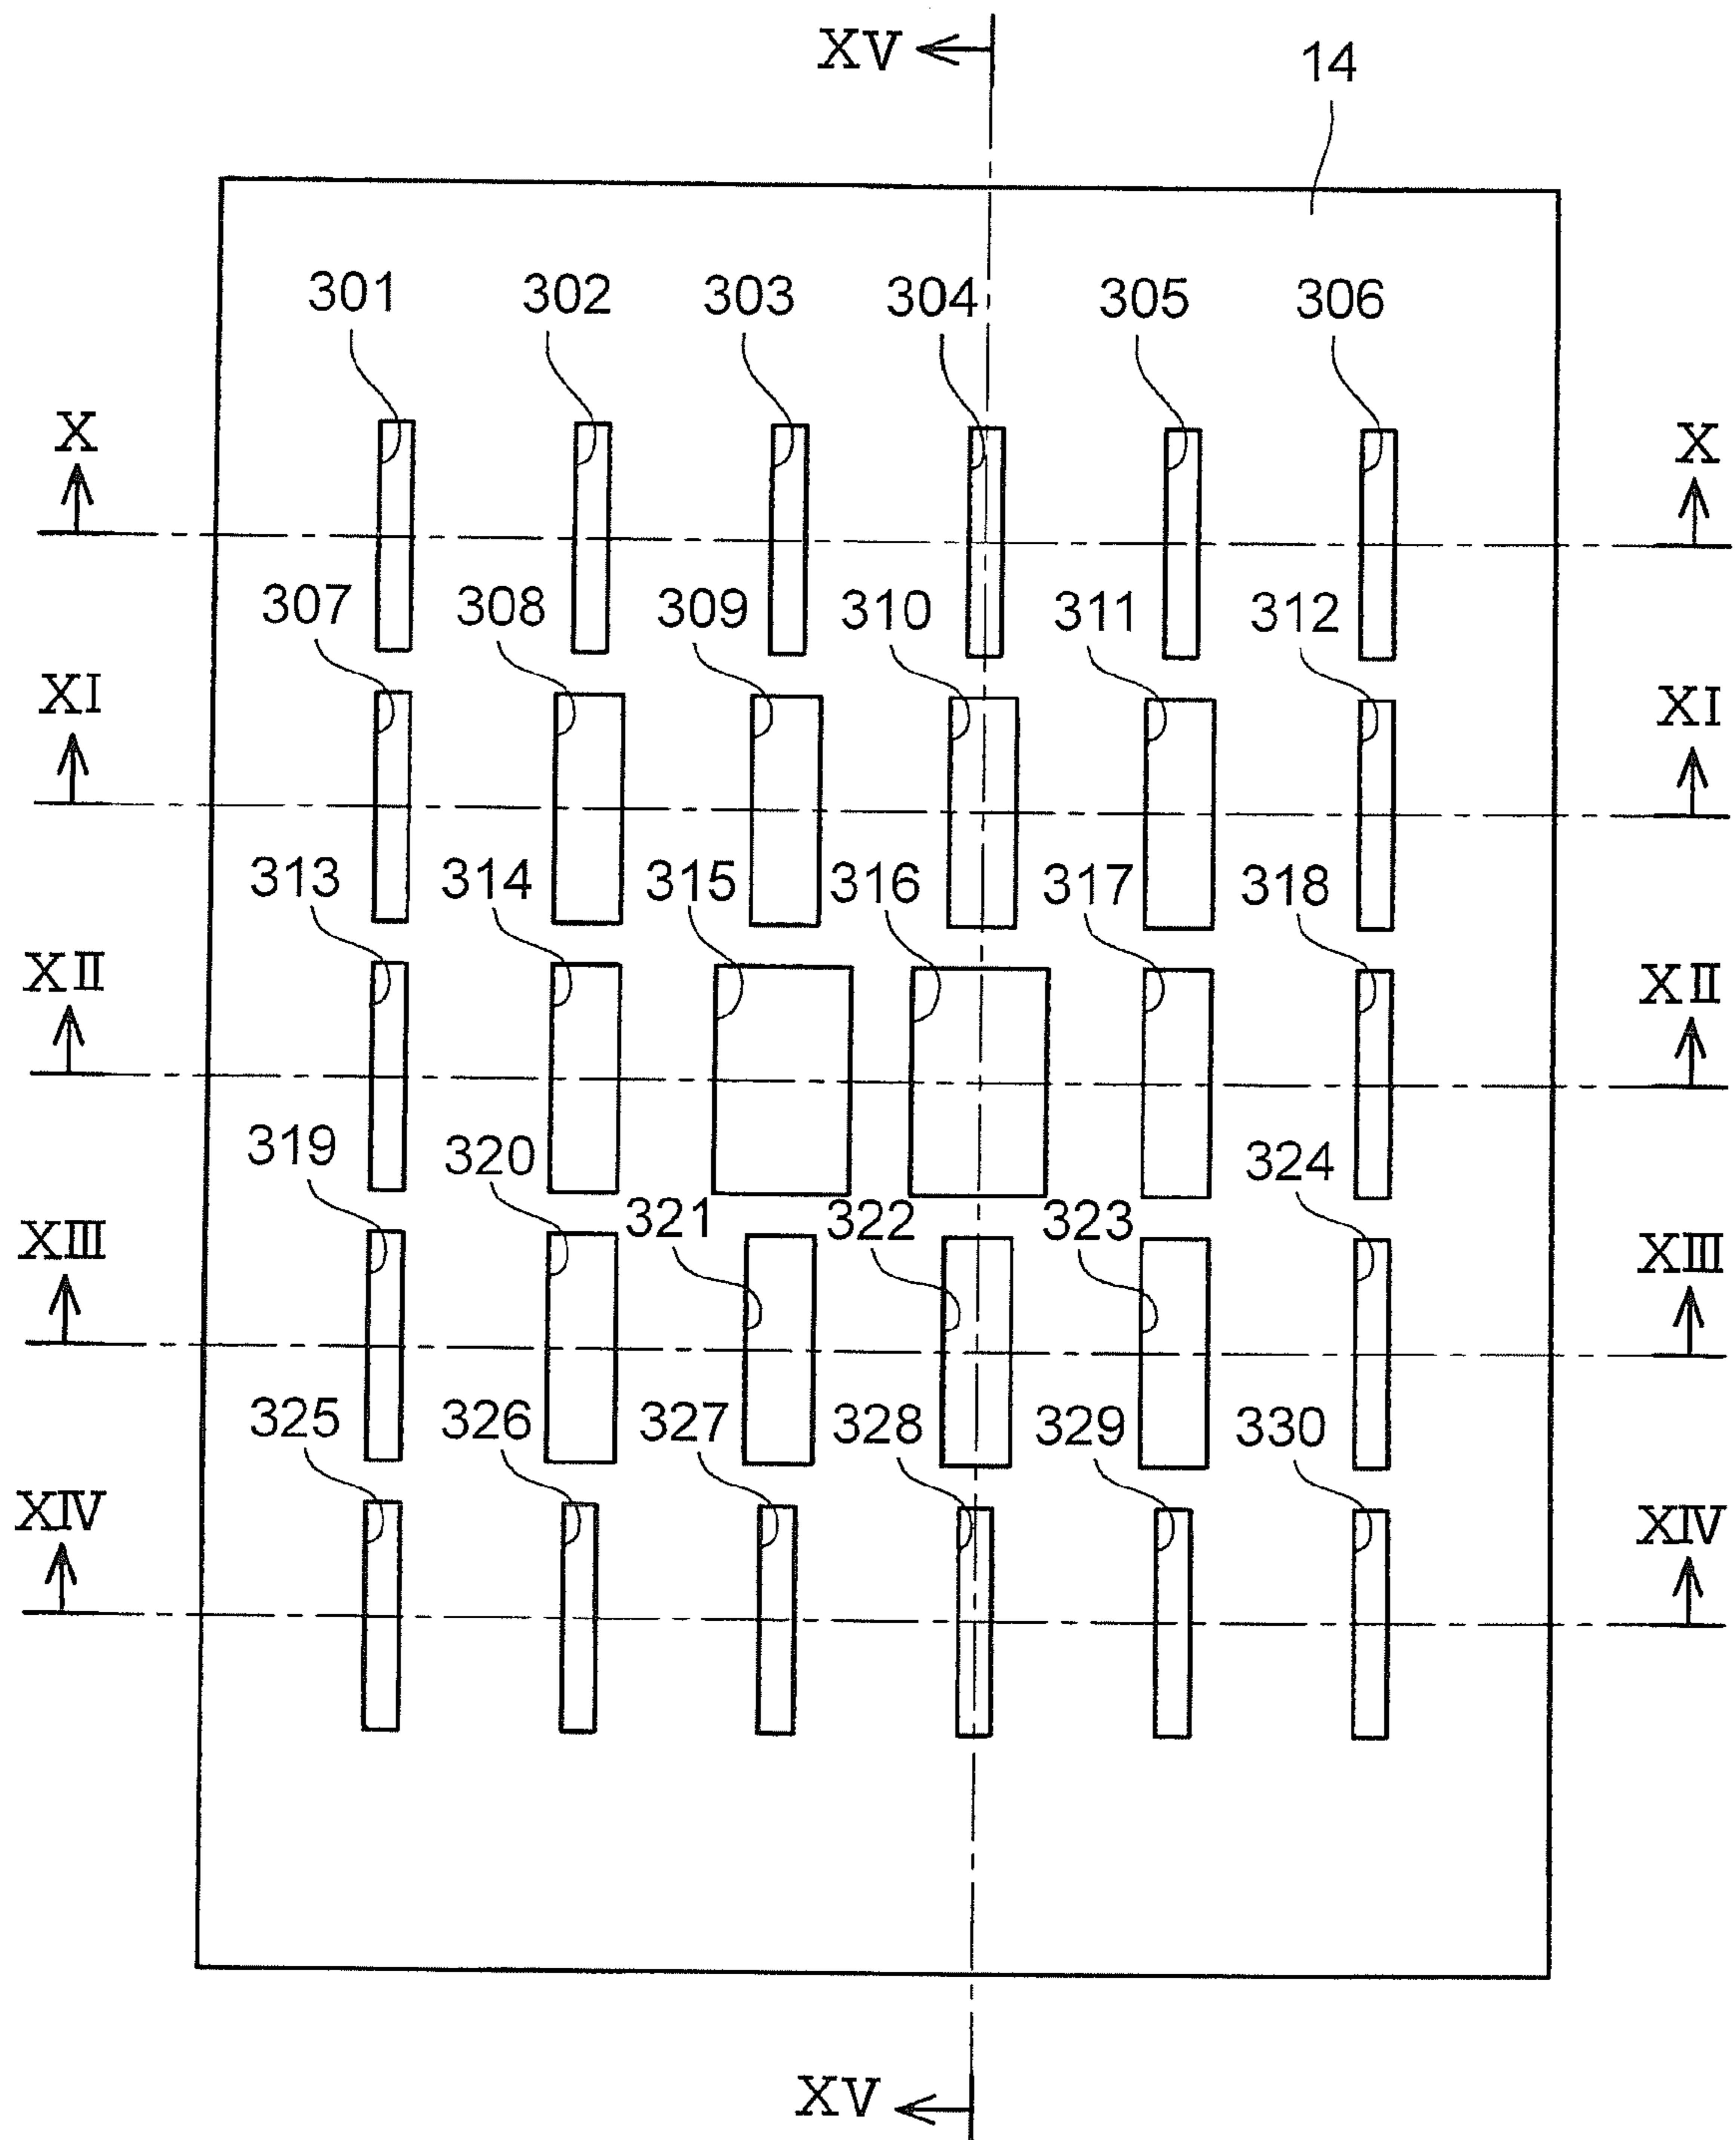 XV
14
301 302 303 304 305 306
X X
307 308 309 310 311 312
XI XI
313 314 315 316 317 318
XII XII
319 320 321 322 323 324
XIII XIII
325 326 327 328 329 330
XIV XIV
XV